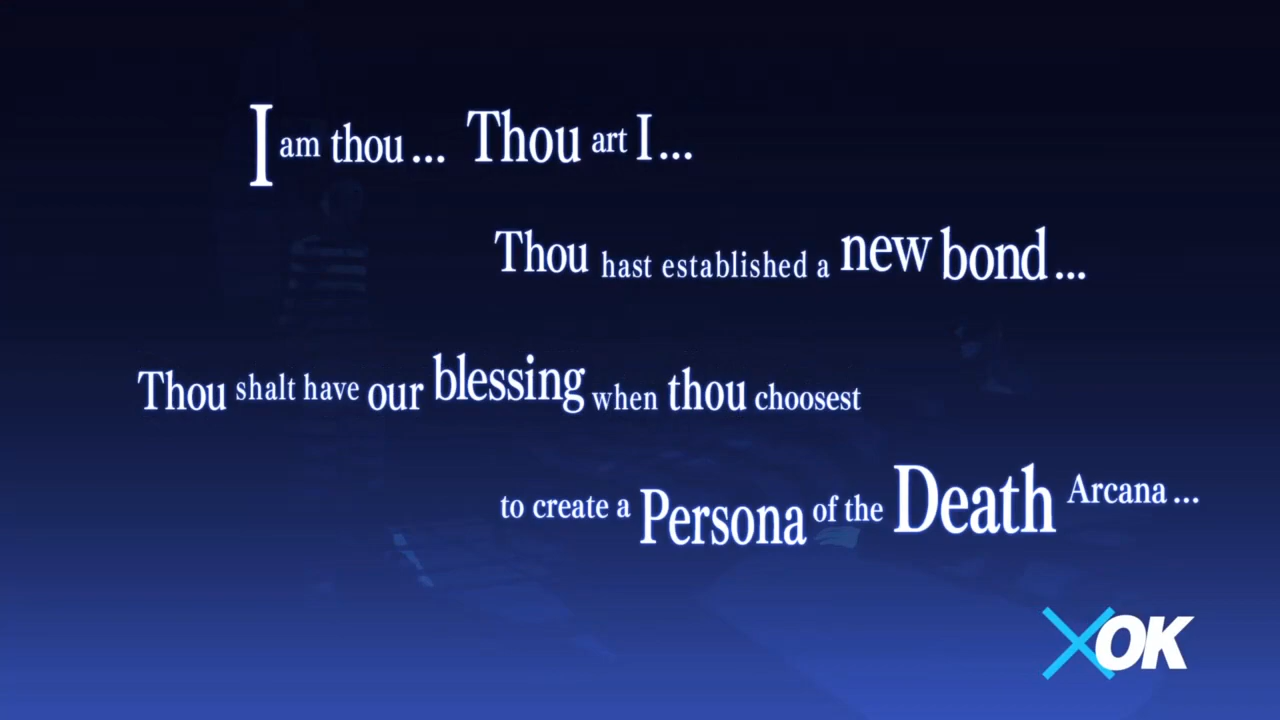 I am thou... Thou art I...
Thou hast established a new bond...
Thou shalt have our blessing when thou choosest
to create a Persona of the Death Arcana...
OK